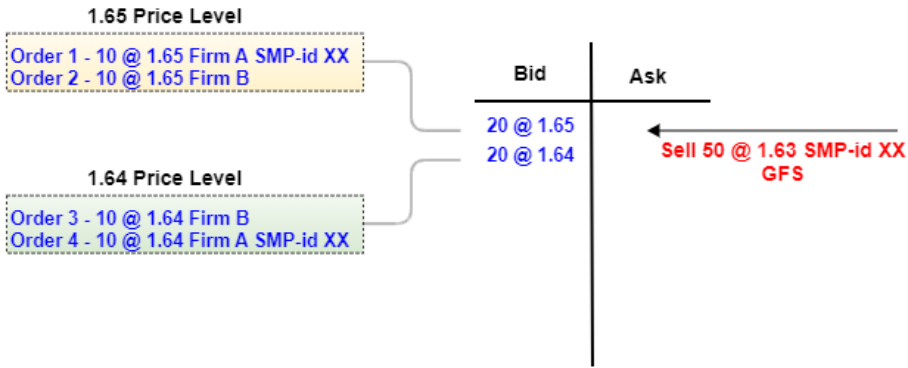 1.65 Price Level
Order 1 - 10 @ 1.65 Firm A SMP-id XX
Order 2 - 10 @ 1.65 Firm B
1.64 Price Level
Order 3 - 10 @ 1.64 Firm B
Order 4 - 10 @ 1.64 Firm A SMP-id XX
Bid
Ask
20 @ 1.65
20 @ 1.64
Sell 50 @ 1.63 SMP-id XX
GFS